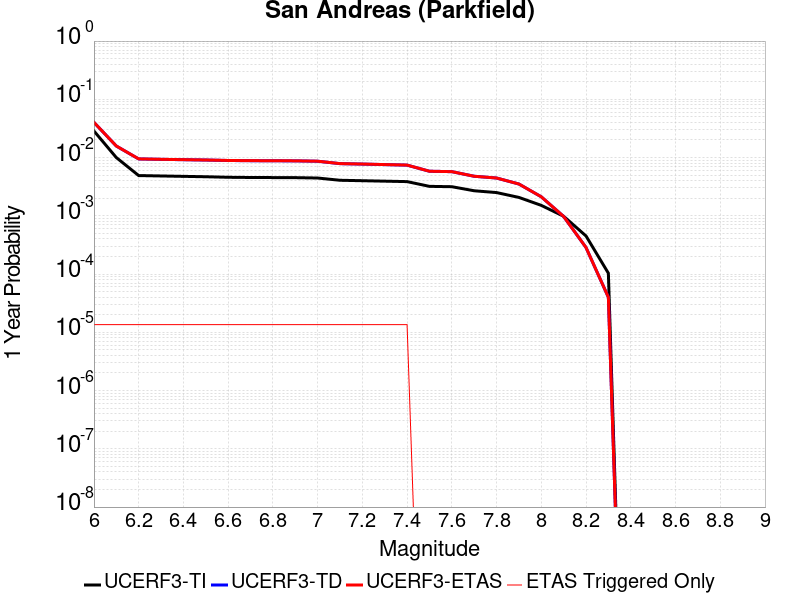 San Andreas (Parkfield)
10^0
10^-1
10^-2
10^-3
10^-4
10^-5
10^-6
10^-7
10^-8
1 Year Probability
6 6.2 6.4 6.6 6.8 7 7.2 7.4 7.6 7.8 8 8.2 8.4 8.6 8.8 9
Magnitude
UCERF3-TI UCERF3-TD UCERF3-ETAS ETAS Triggered Only